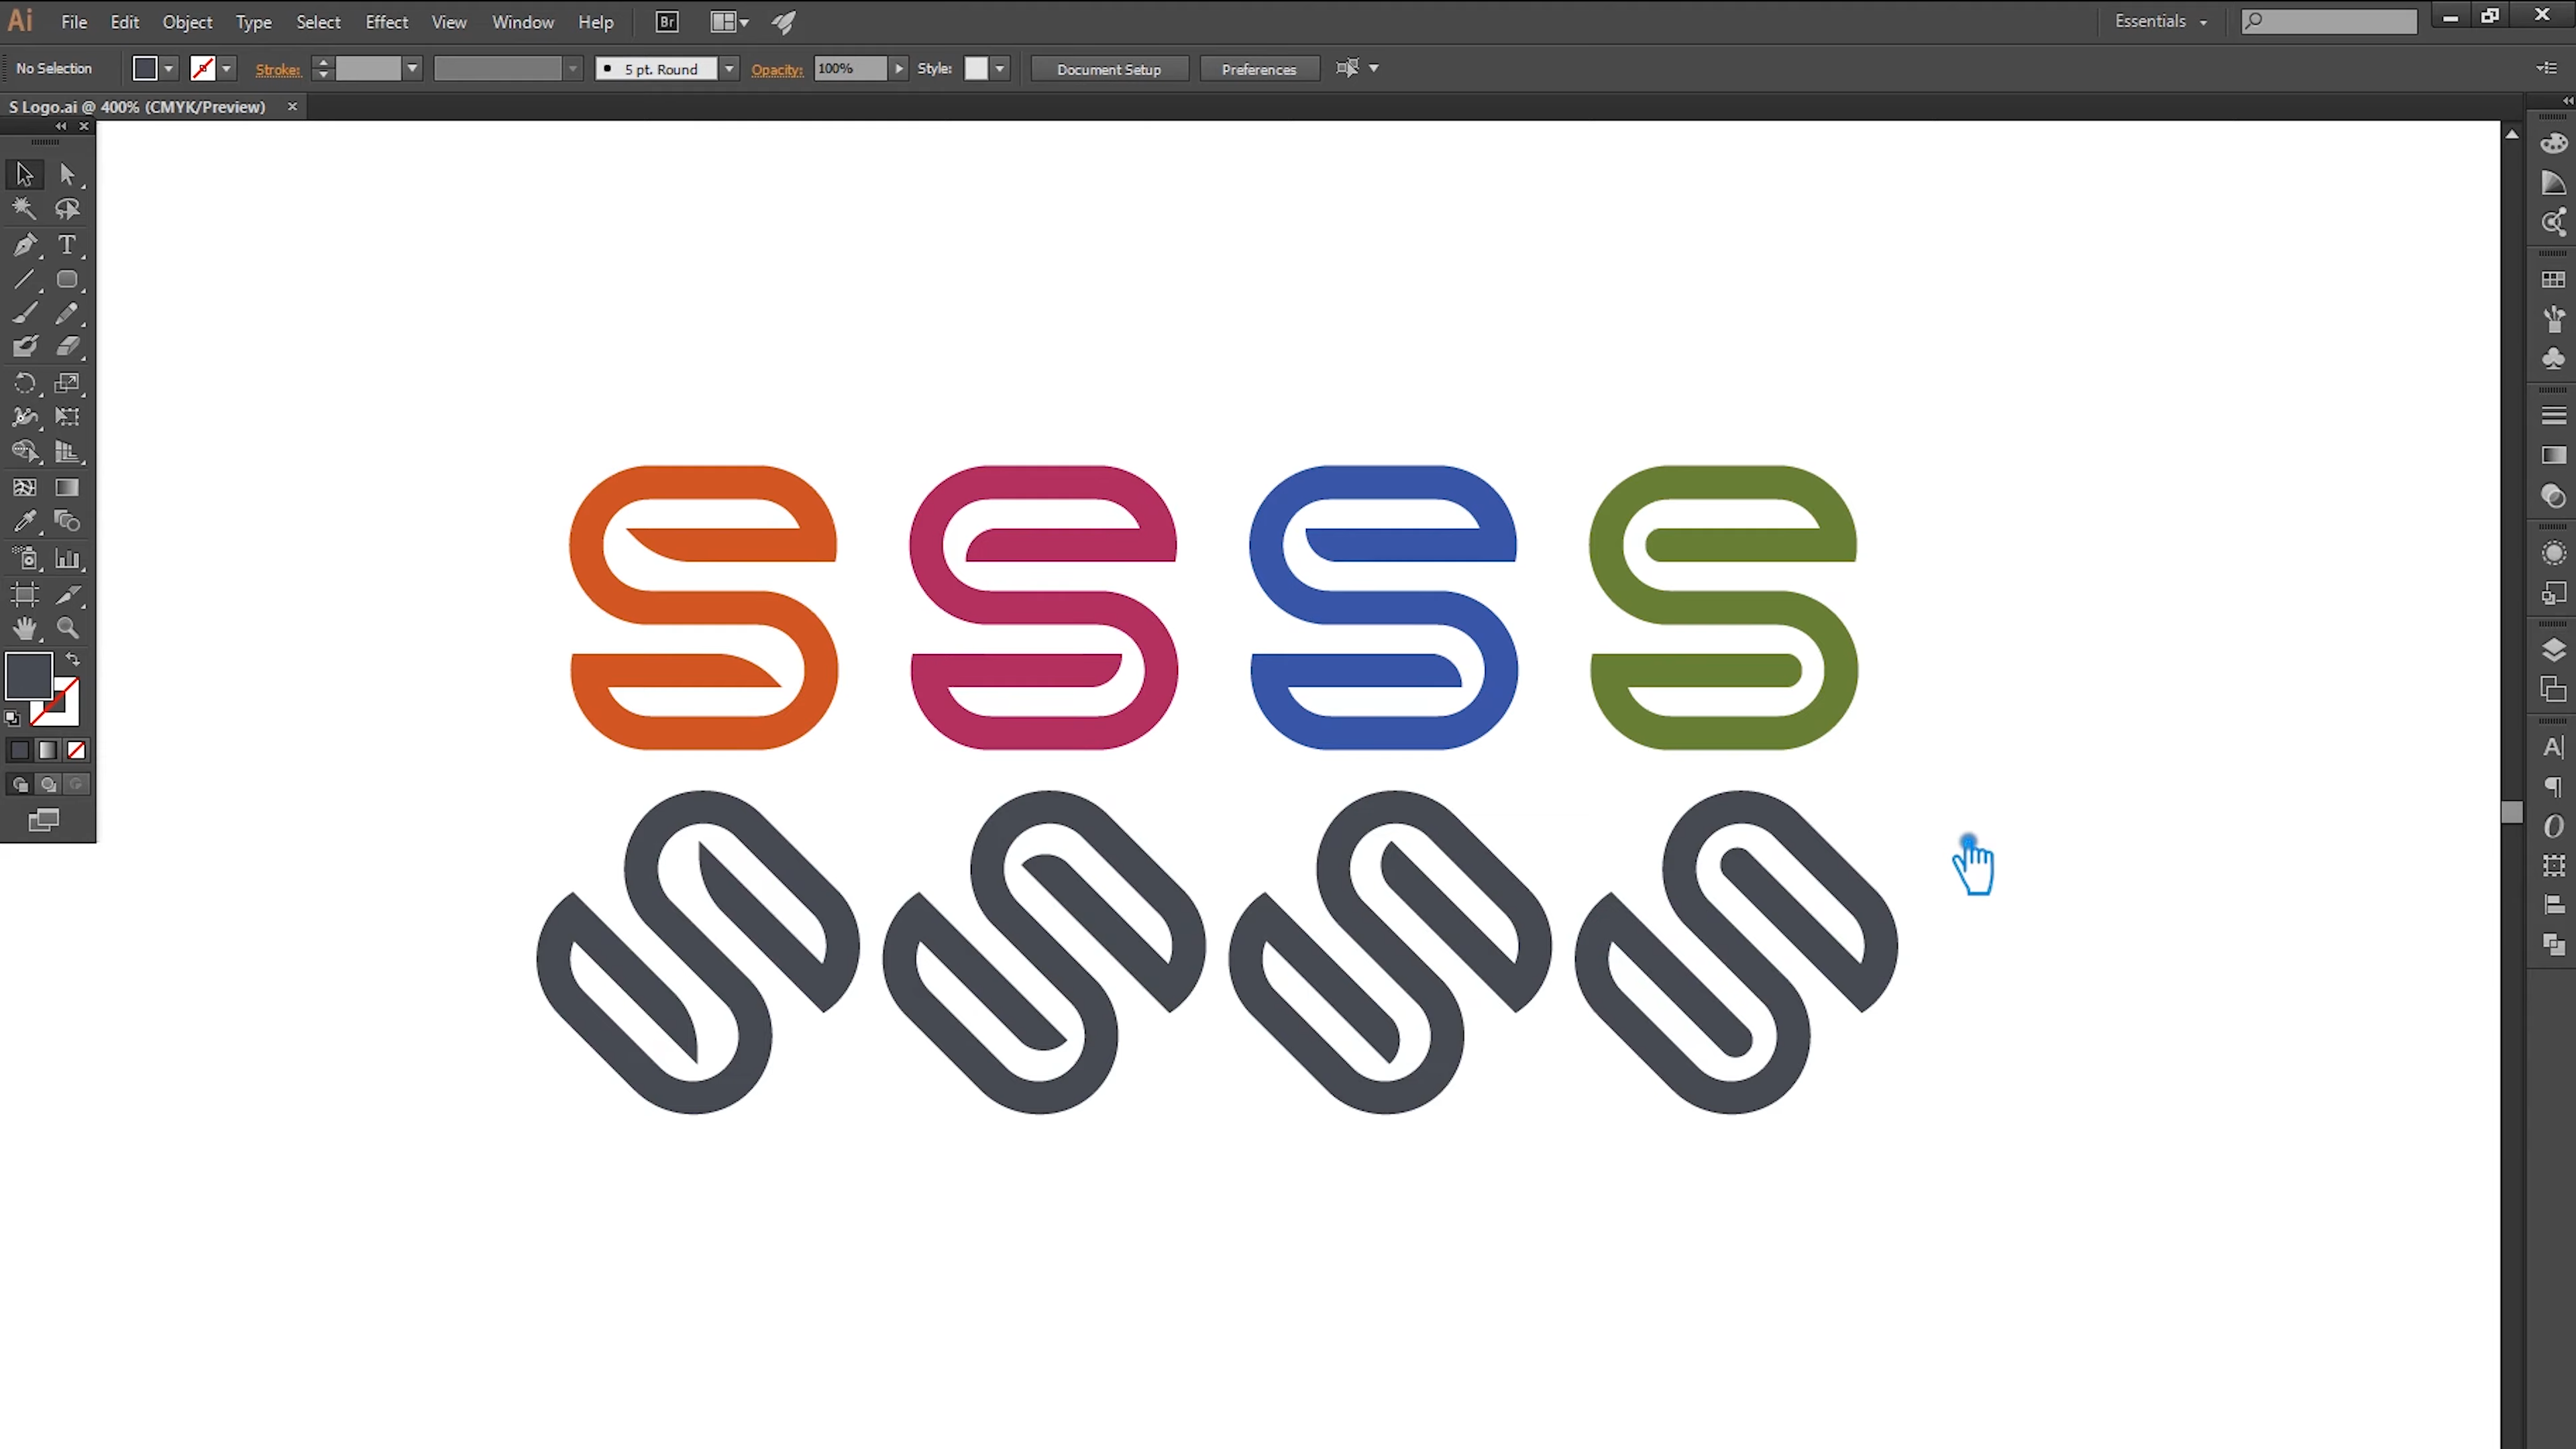 Ai File Edit Object Type Select Effect View Window Help Br Essentials
No Selection Stroke: 5 pt. Round Opacity: 100% Style: Document Setup Preferences
S Logo.ai @ 400% (CMYK/Preview) ×
S S S S
S S S S